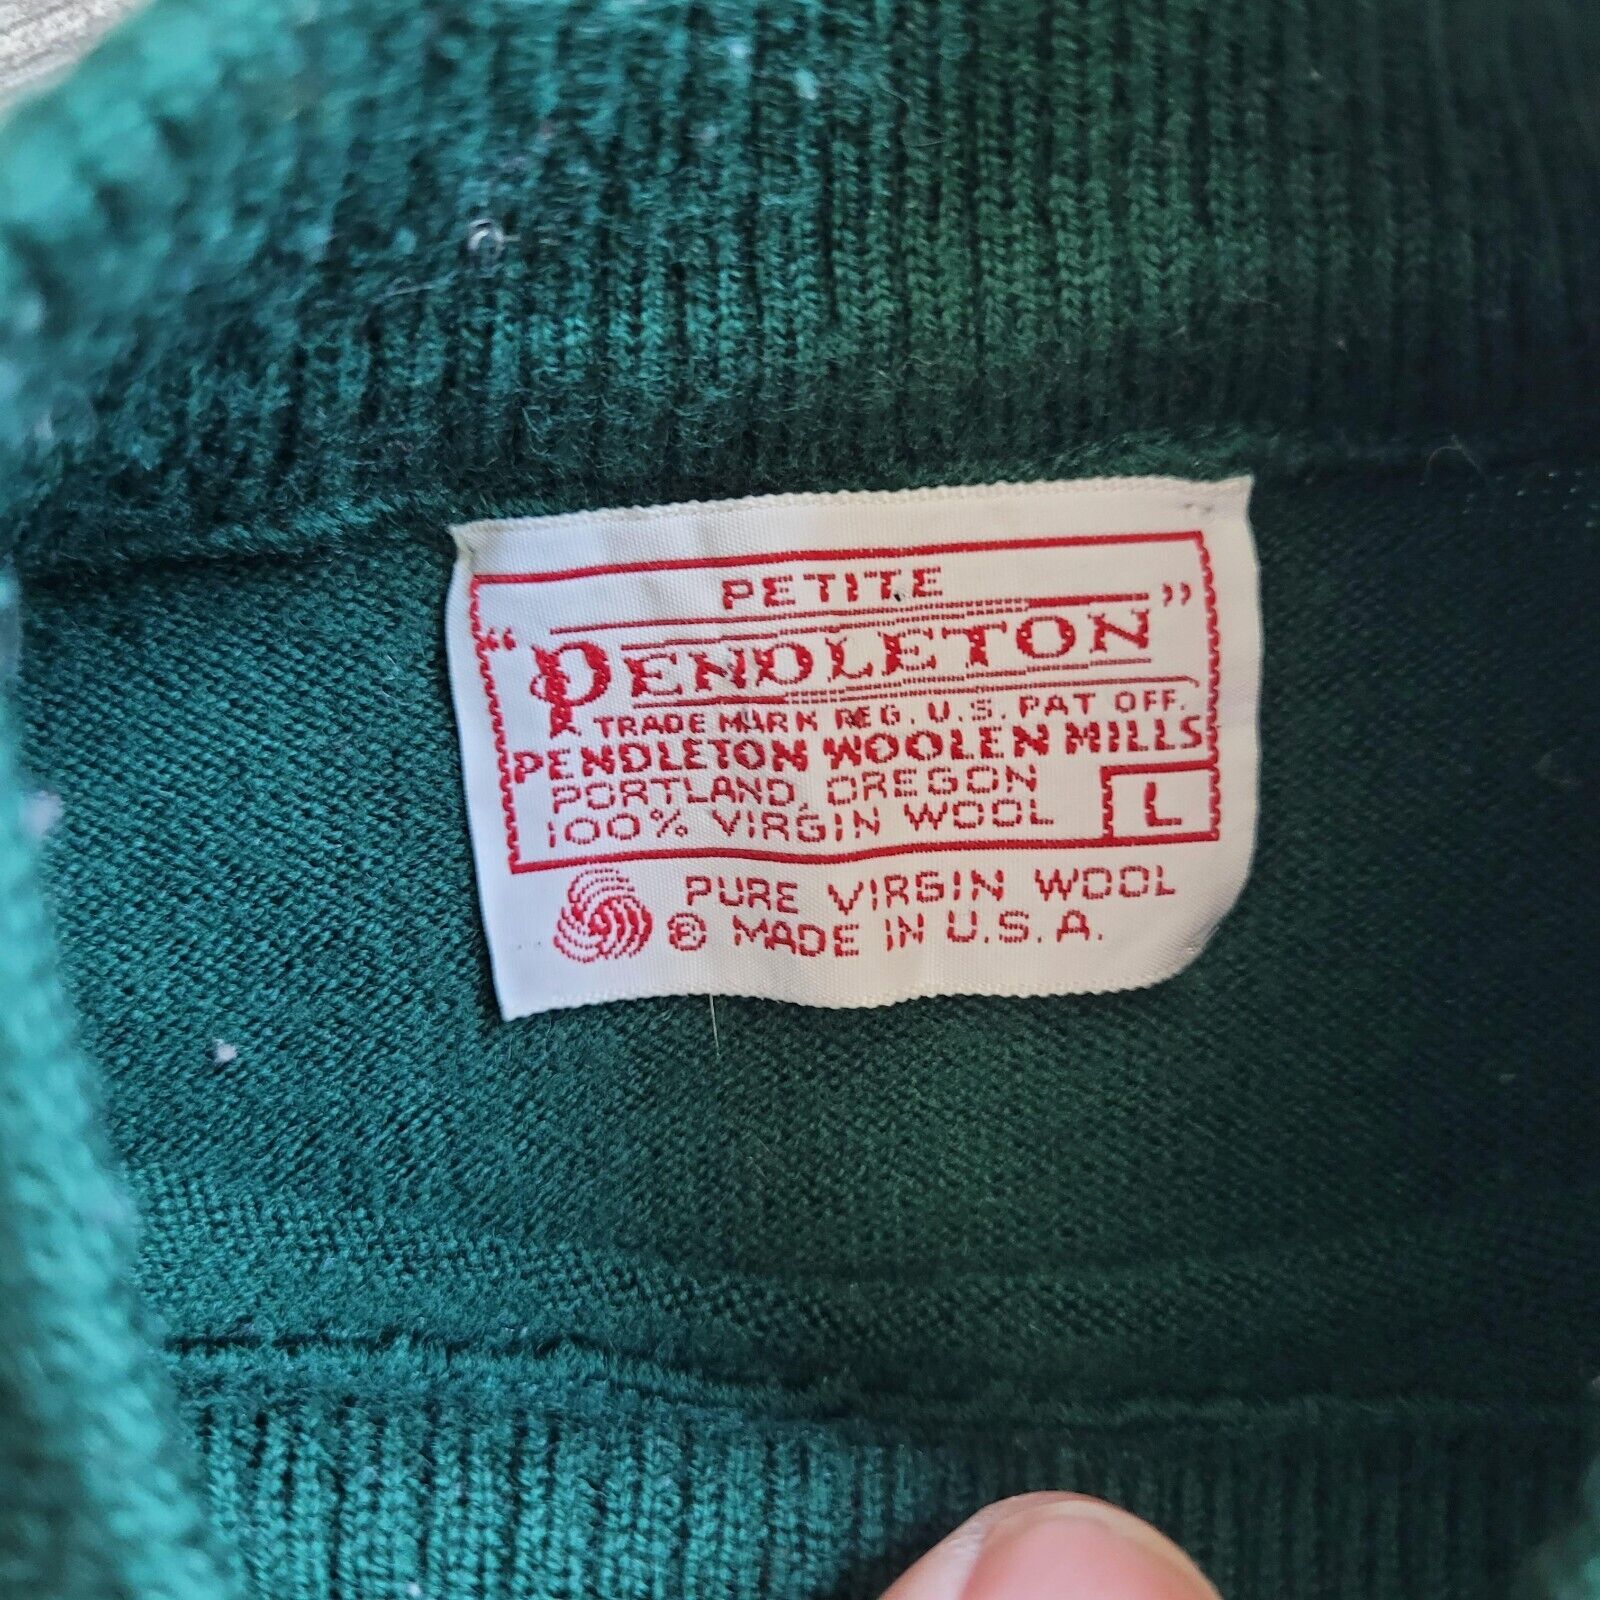 PETITE
"PENDLETON"
TRADE MARK REG. U.S. PAT OFF.
PENDLETON WOOLEN MILLS
PORTLAND, OREGON
100% VIRGIN WOOL L
PURE VIRGIN WOOL
® MADE IN U.S.A.